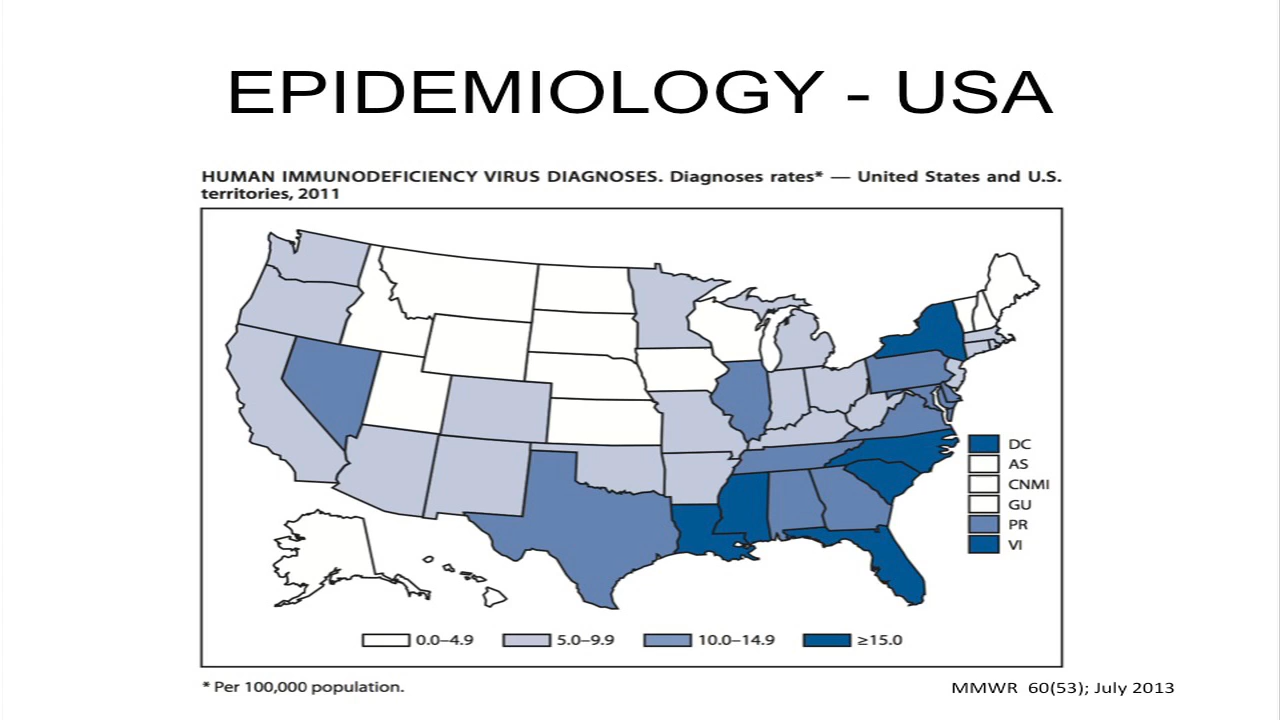 EPIDEMIOLOGY - USA
HUMAN IMMUNODEFICIENCY VIRUS DIAGNOSES. Diagnoses rates* — United States and U.S.
territories, 2011
DC
AS
CNMI
GU
PR
VI
0.0–4.9 5.0–9.9 10.0–14.9 ≥15.0
* Per 100,000 population.
MMWR 60(53); July 2013